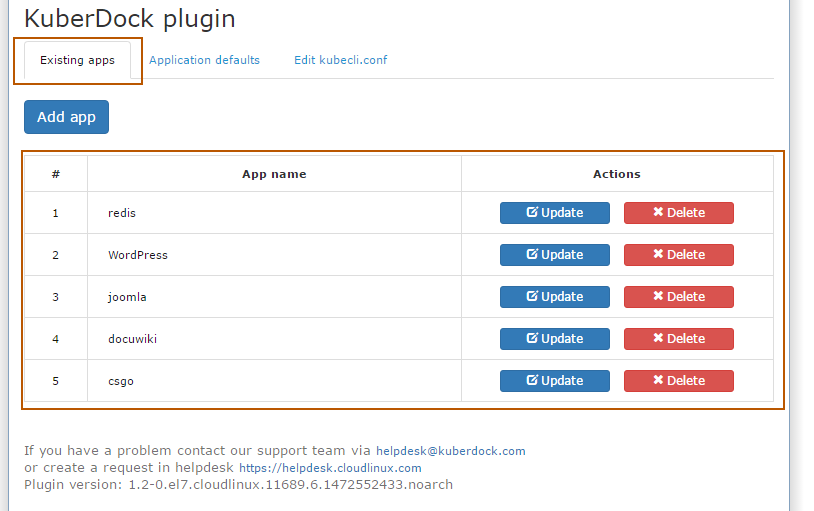 KuberDock plugin
Existing apps Application defaults Edit kubecli.conf
Add app
# App name Actions
1 redis Update Delete
2 WordPress Update Delete
3 joomla Update Delete
4 docuwiki Update Delete
5 csgo Update Delete
If you have a problem contact our support team via helpdesk@kuberdock.com
or create a request in helpdesk https://helpdesk.cloudlinux.com
Plugin version: 1.2-0.el7.cloudlinux.11689.6.1472552433.noarch